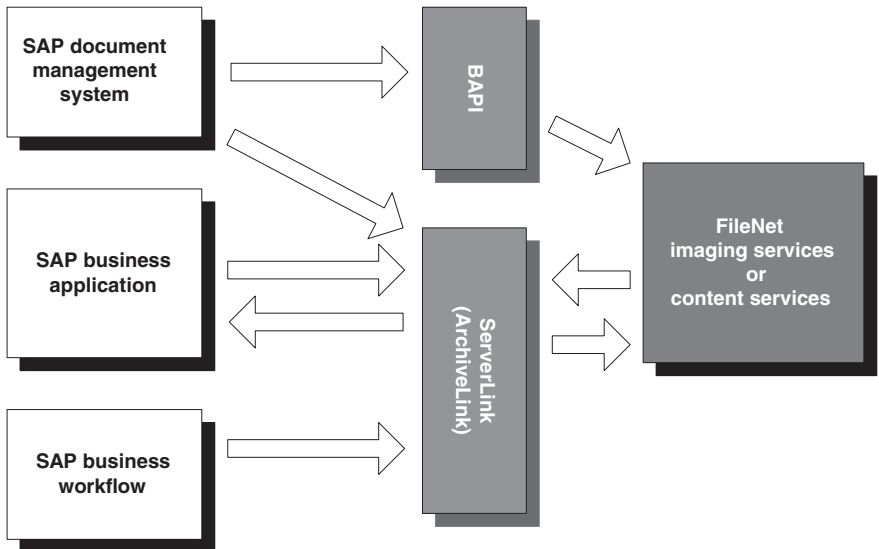 SAP document
management
system
BAPI
SAP business
application
ServerLink
(ArchiveLink)
FileNet
imaging services
or
content services
SAP business
workflow